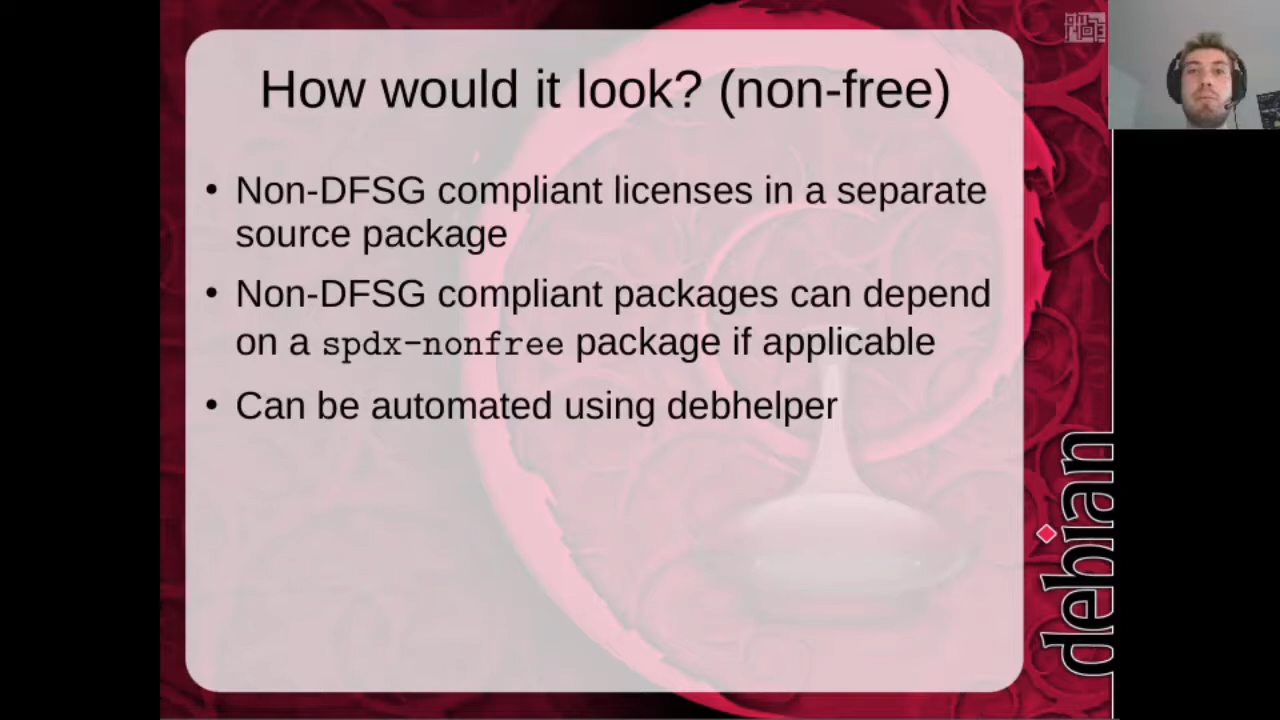 How would it look? (non-free)
• Non-DFSG compliant licenses in a separate
source package
• Non-DFSG compliant packages can depend
on a spdx-nonfree package if applicable
• Can be automated using debhelper
debian